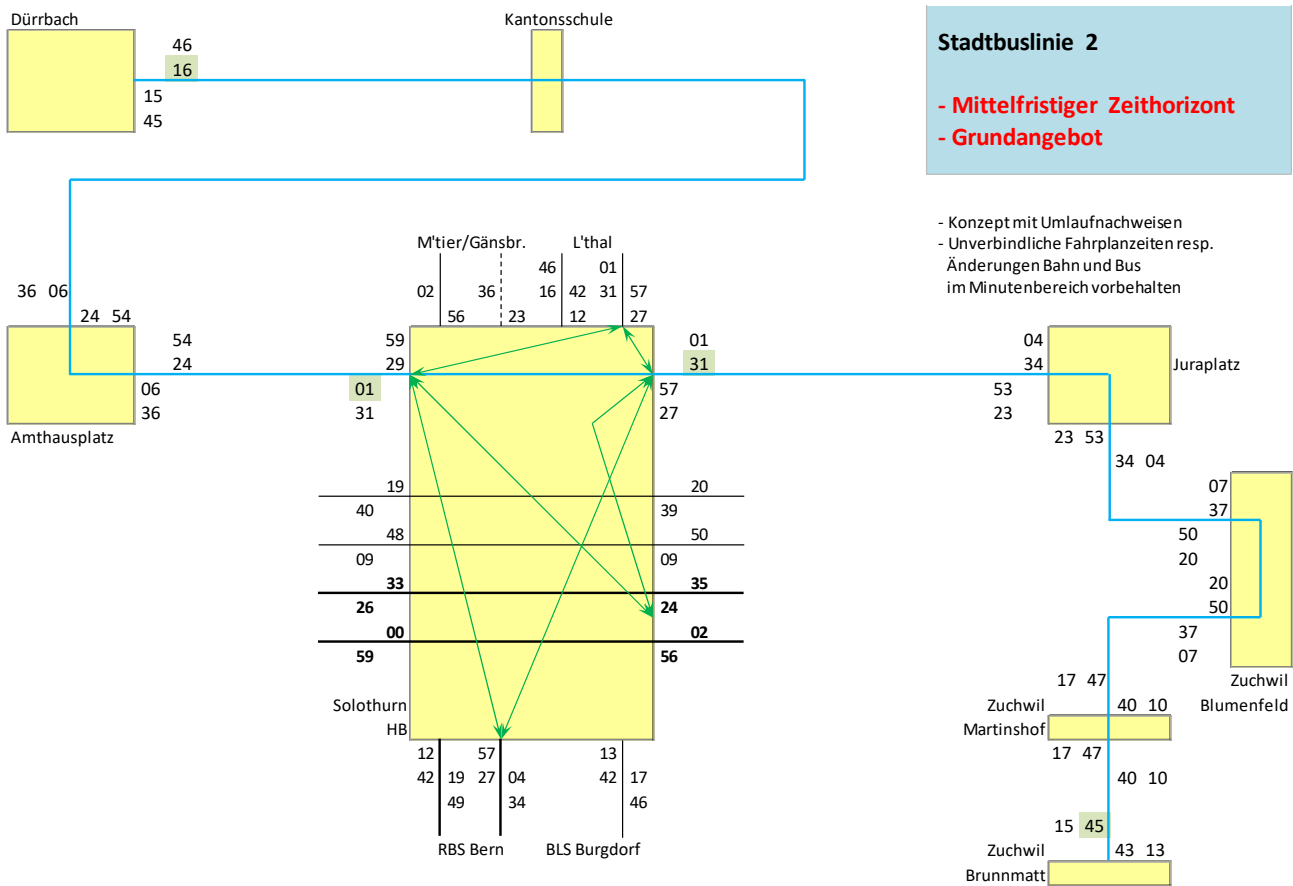 Dürrbach
Kantonsschule
46
16
15
45
Stadtbuslinie 2
- Mittelfristiger Zeithorizont
- Grundangebot
- Konzept mit Umlaufnachweisen
- Unverbindliche Fahrplanzeiten resp.
Änderungen Bahn und Bus
im Minutenbereich vorbehalten
M'tier/Gänsbr. L'thal
46 01
02 36 16 42 31 57
56 23 12 27
36 06
24 54
54
24
06
36
Amthausplatz
59
29
01
31
01
31
57
27
04
34
53
23
Juraplatz
23 53
34 04
07
37
50
20
20
50
37
07
Zuchwil
Blumenfeld
19 20
40 39
48 50
09 09
33 35
26 24
00 02
59 56
Solothurn
HB
12 57 13
42 19 27 04 42 17
49 34 46
RBS Bern BLS Burgdorf
17 47
40 10
Zuchwil
Martinshof
17 47
40 10
15 45
43 13
Zuchwil
Brunnmatt